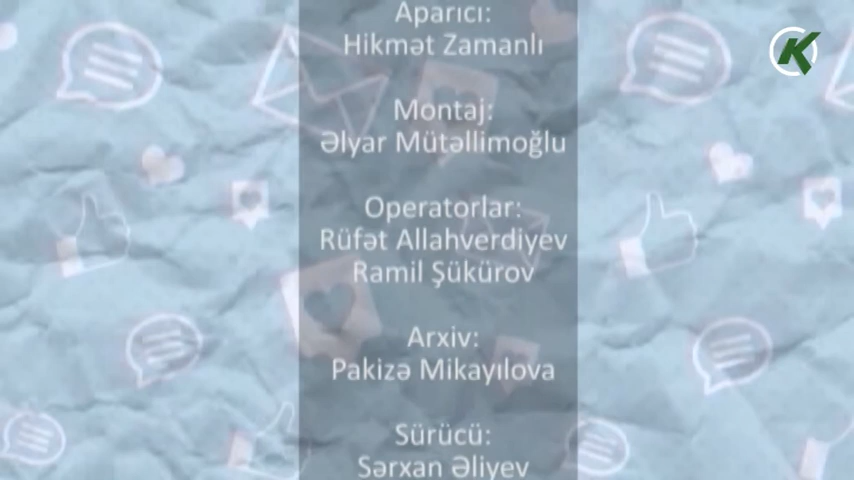 Aparıcı:
Hikmət Zamanlı
Montaj:
Əlyar Mütəllimoğlu
Operatorlar:
Rüfət Allahverdiyev
Ramil Şükürov
Arxiv:
Pakizə Mikayılova
Sürücü:
Sərxan Əliyev
K